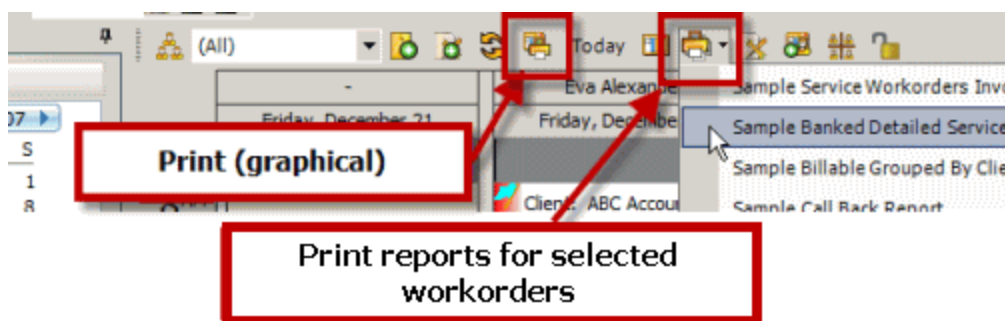 (All) Today
- Eva Alexande Sample Service Workorders Invo
07 Friday, December 21 Friday, Decembe Sample Banked Detailed Service
S
Print (graphical) Sample Billable Grouped By Clie
1
8 Client: ABC Accou Sample Call Back Report
Print reports for selected
workorders